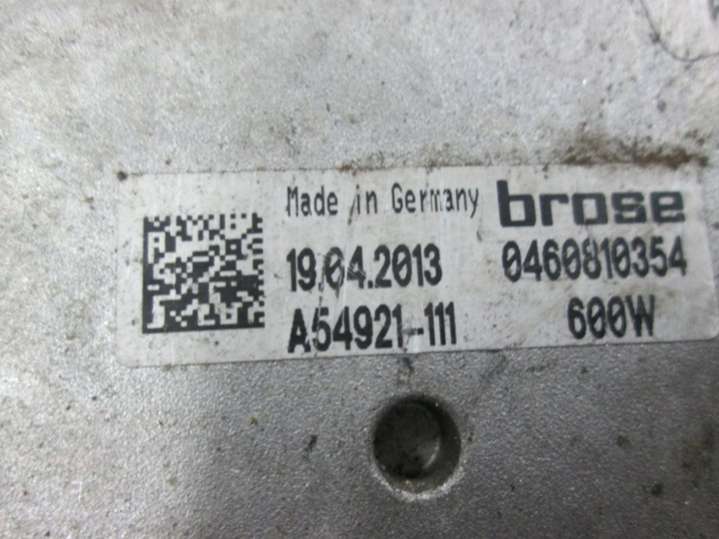 Made in Germany brose
19.04.2013 0460810354
A54921-111 600W